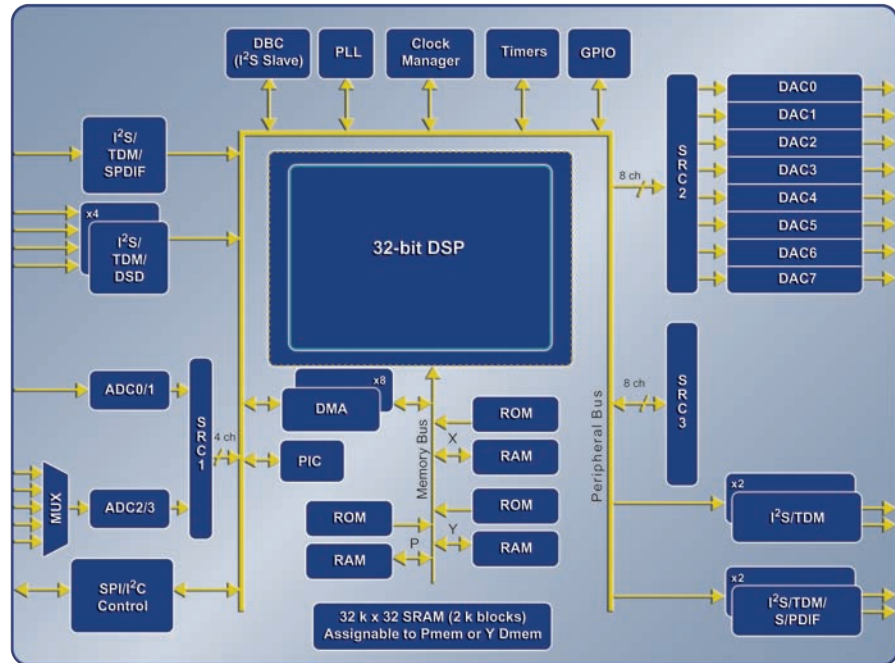 DBC
(I²S Slave)
PLL
Clock
Manager
Timers
GPIO
I²S/
TDM/
SPDIF
x4
I²S/
TDM/
DSD
32-bit DSP
8 ch
SRC2
DAC0
DAC1
DAC2
DAC3
DAC4
DAC5
DAC6
DAC7
ADC0/1
SRC1
4 ch
MUX
ADC2/3
SPI/I²C
Control
x8
DMA
PIC
Memory Bus
X
ROM
RAM
ROM
RAM
P
Y
ROM
RAM
Peripheral Bus
8 ch
SRC3
x2
I²S/TDM
x2
I²S/TDM/
S/PDIF
32 k x 32 SRAM (2 k blocks)
Assignable to Pmem or Y Dmem